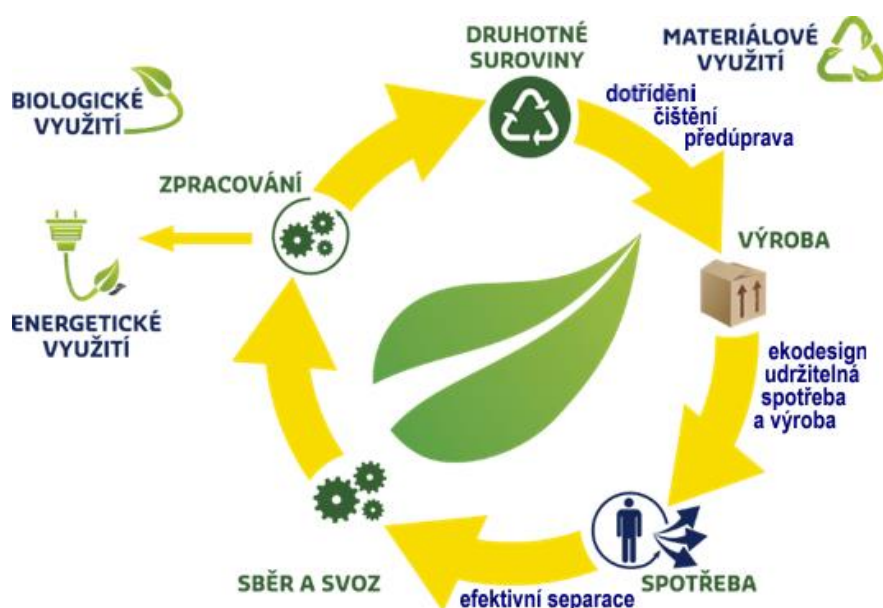 DRUHOTNÉ
SUROVINY
MATERIÁLOVÉ
VYUŽITÍ
BIOLOGICKÉ
VYUŽITÍ
dotřídění
čištění
předúprava
ZPRACOVÁNÍ
VÝROBA
ENERGETICKÉ
VYUŽITÍ
ekodesign
udržitelná
spotřeba
a výroba
SBĚR A SVOZ
SPOTŘEBA
efektivní separace